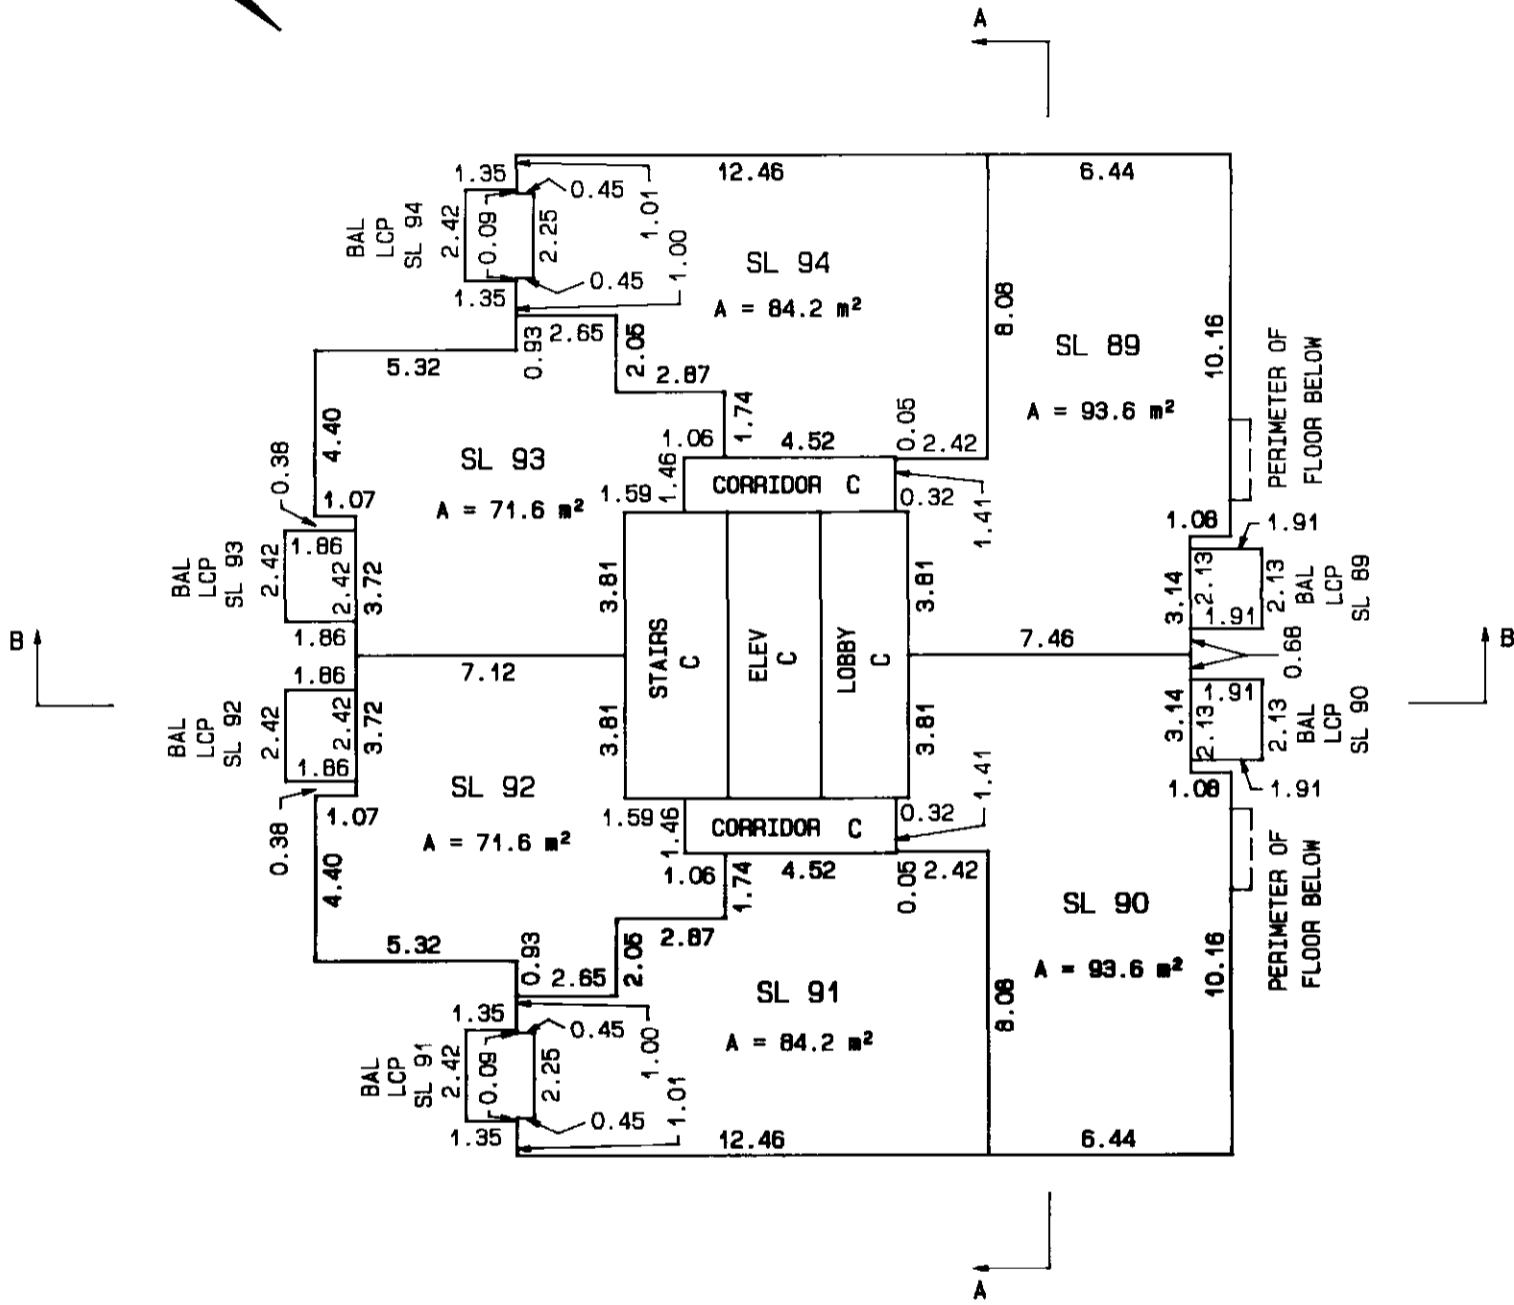 A
1.35
12.46
6.44
0.45
1.01
1.00
BAL
LCP
SL 94
2.42
0.09
2.25
0.45
1.35
SL 94
A = 84.2 m²
8.08
5.32
0.93
2.65
2.05
2.87
SL 89
A = 93.6 m²
10.16
PERIMETER OF
FLOOR BELOW
4.40
0.38
1.07
SL 93
A = 71.6 m²
1.06
1.74
4.52
0.05
2.42
1.46
1.59
CORRIDOR C
0.32
1.41
1.08
1.91
BAL
LCP
SL 93
2.42
1.86
2.42
3.72
1.86
3.81
3.81
3.14
2.13
1.91
2.13
BAL
LCP
SL 89
B
7.12
STAIRS
C
ELEV
C
LOBBY
C
7.46
0.68
B
1.86
BAL
LCP
SL 92
2.42
2.42
3.72
1.86
3.81
3.81
3.14
1.91
2.13
2.13
BAL
LCP
SL 90
1.91
1.08
0.38
1.07
4.40
SL 92
A = 71.6 m²
1.59
1.46
CORRIDOR C
0.32
1.41
1.06
1.74
4.52
0.05
2.42
SL 90
A = 93.6 m²
10.16
PERIMETER OF
FLOOR BELOW
5.32
0.93
2.65
2.05
2.87
SL 91
A = 84.2 m²
8.08
1.35
0.45
1.00
1.01
BAL
LCP
SL 91
2.42
0.09
2.25
0.45
1.35
12.46
6.44
A